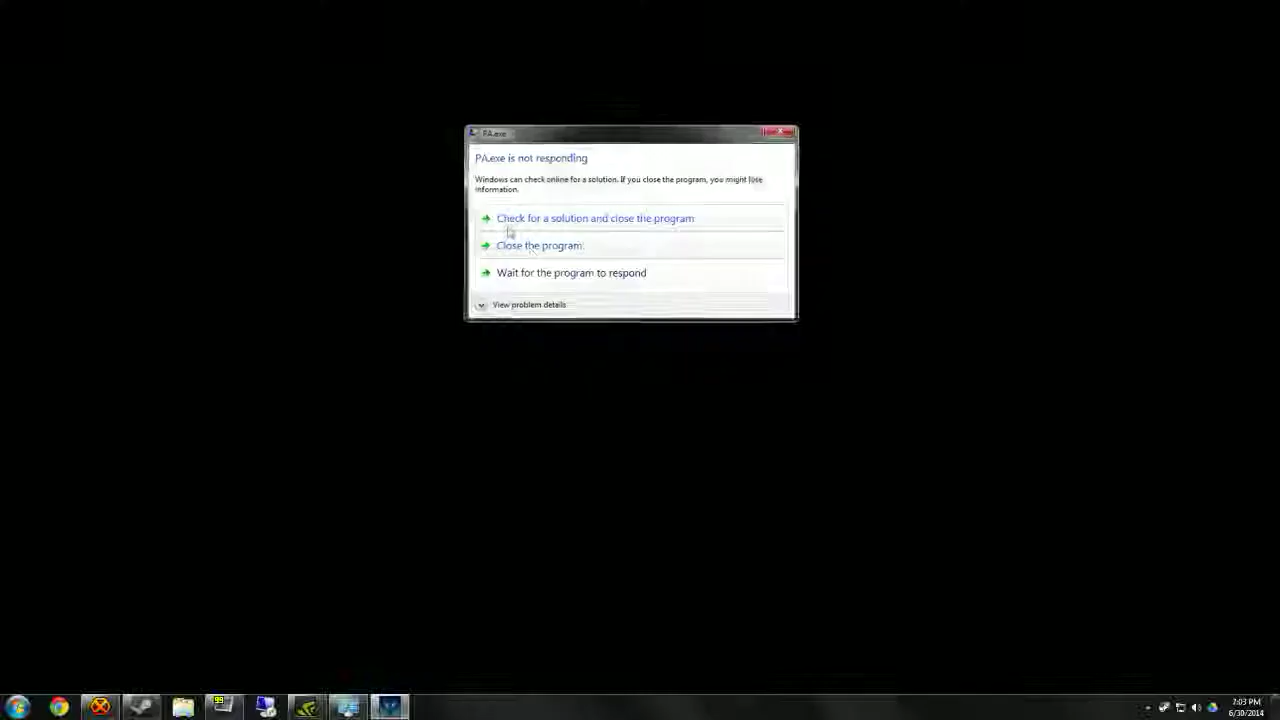 PA.exe
PA.exe is not responding
Windows can check online for a solution. If you close the program, you might lose
information.
Check for a solution and close the program
Close the program
Wait for the program to respond
View problem details
99
7:03 PM
6/30/2014